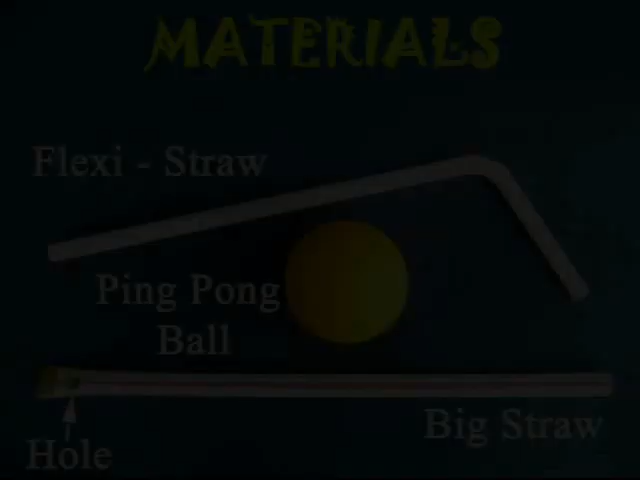 MATERIALS
Flexi - Straw
Ping Pong
Ball
Big Straw
Hole